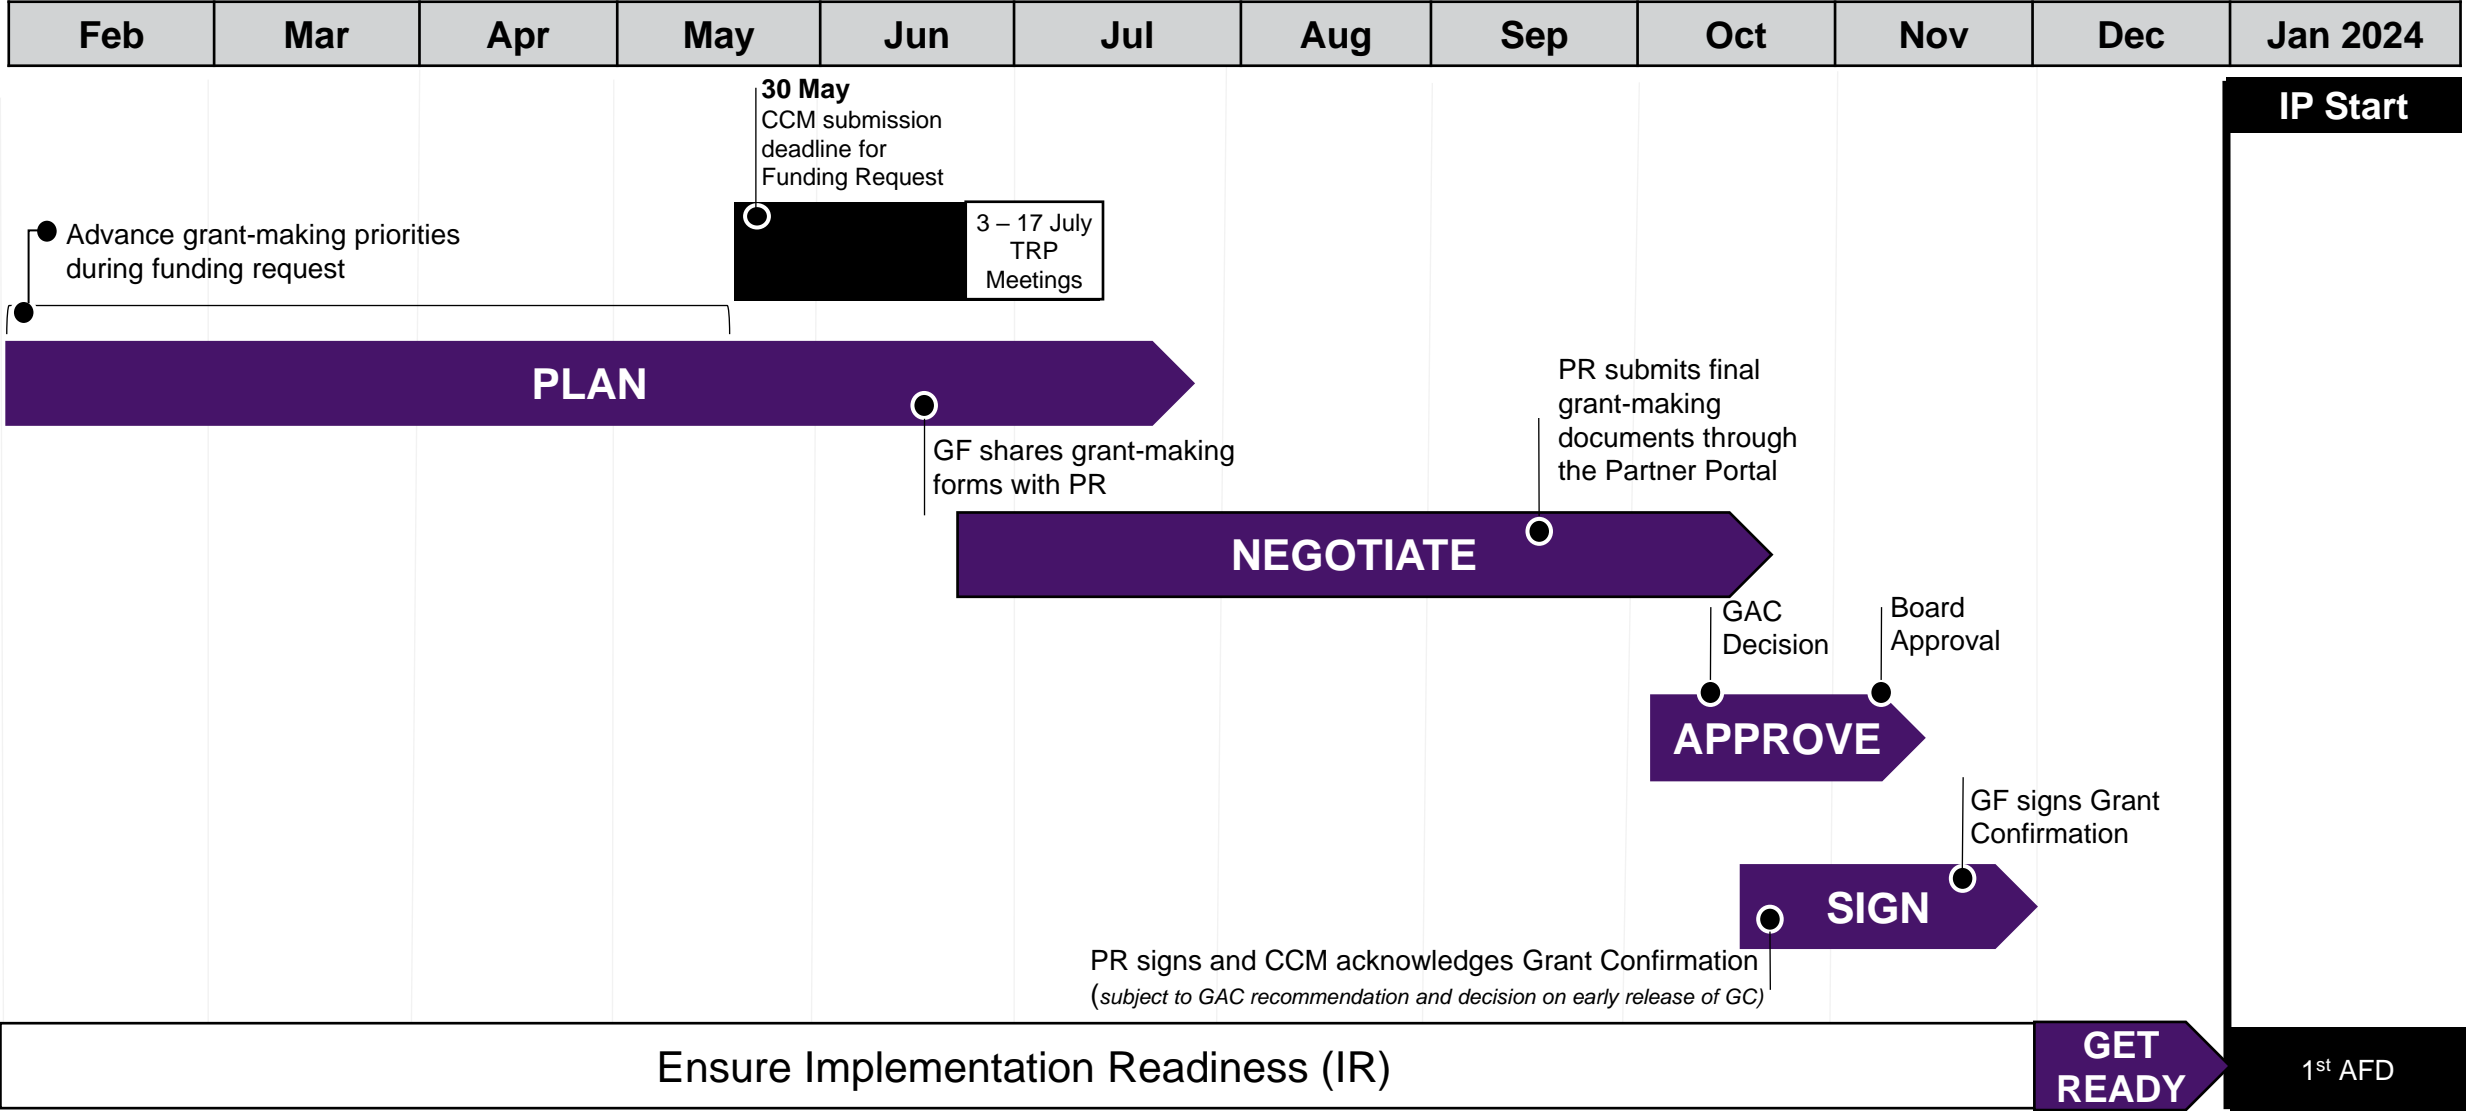 Feb Mar Apr May Jun Jul Aug Sep Oct Nov Dec Jan 2024
IP Start
30 May
CCM submission
deadline for
Funding Request
3 – 17 July
TRP
Meetings
Advance grant-making priorities
during funding request
PLAN
GF shares grant-making
forms with PR
PR submits final
grant-making
documents through
the Partner Portal
NEGOTIATE
GAC
Decision
Board
Approval
APPROVE
GF signs Grant
Confirmation
SIGN
PR signs and CCM acknowledges Grant Confirmation
(subject to GAC recommendation and decision on early release of GC)
Ensure Implementation Readiness (IR)
GET
READY
1st AFD